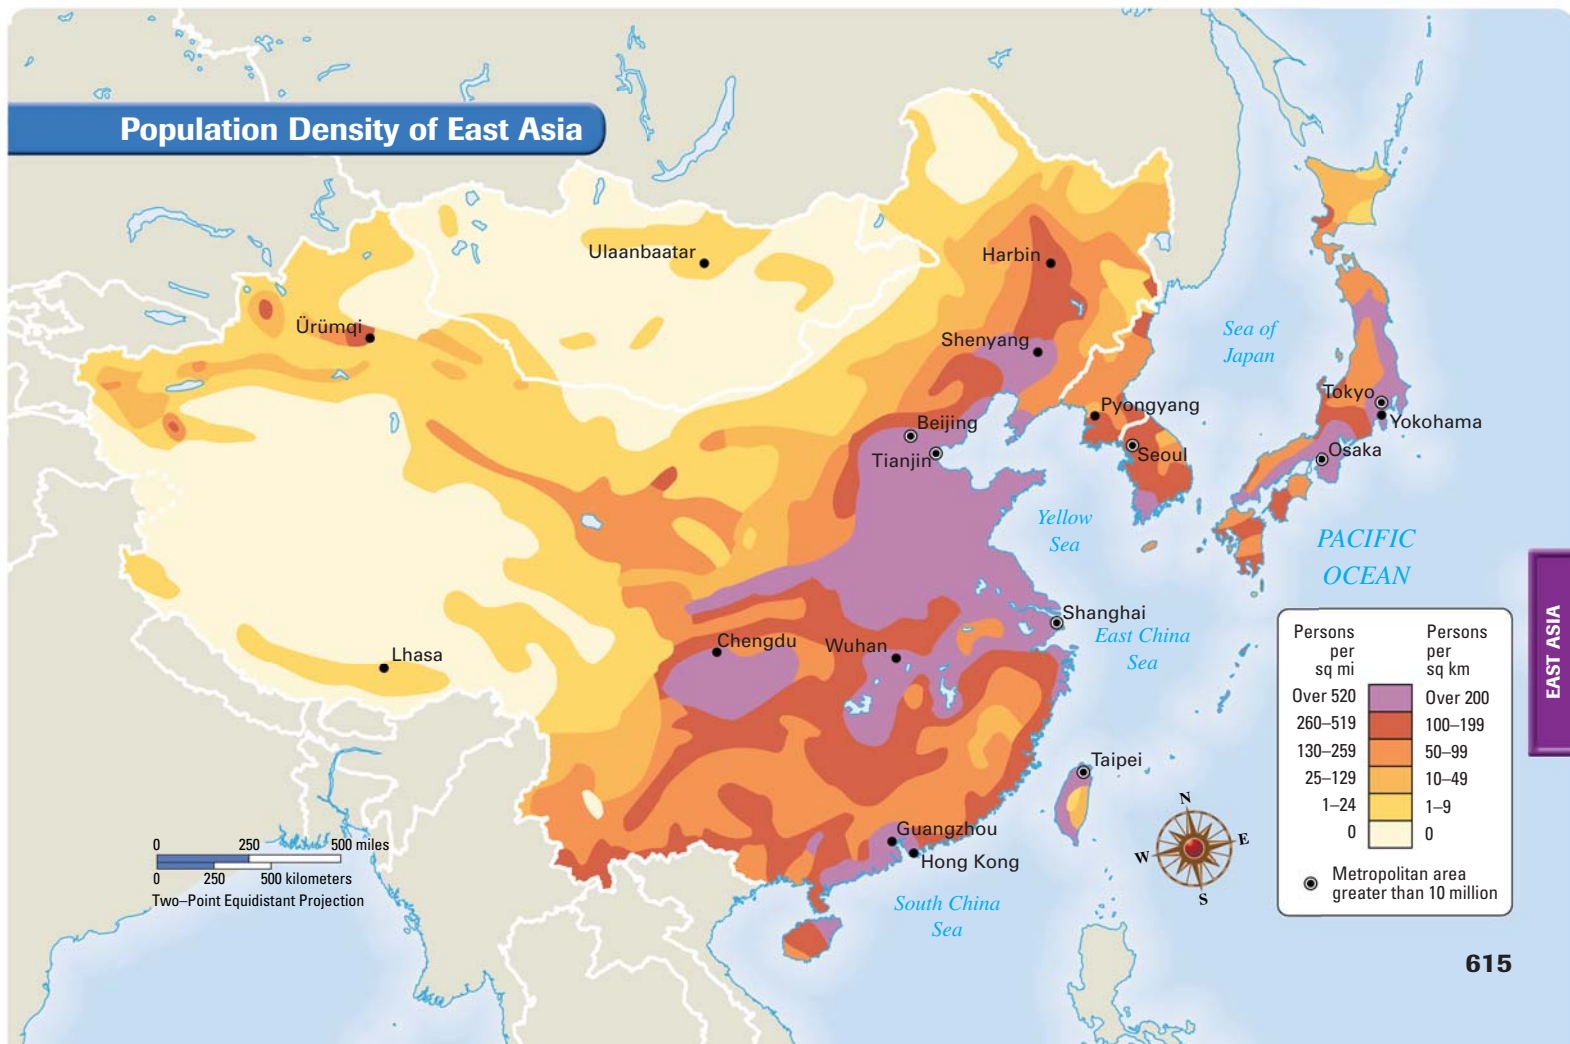 Population Density of East Asia
Ulaanbaatar
Harbin
Ürümqi
Shenyang
Sea of
Japan
Beijing
Tianjin
Pyongyang
Seoul
Tokyo
Yokohama
Osaka
Yellow
Sea
PACIFIC
OCEAN
Lhasa
Chengdu
Wuhan
Shanghai
East China
Sea
Taipei
Guangzhou
Hong Kong
South China
Sea
N
W
E
S
0 250 500 miles
0 250 500 kilometers
Two–Point Equidistant Projection
Persons Persons
per per
sq mi sq km
Over 520 Over 200
260–519 100–199
130–259 50–99
25–129 10–49
1–24 1–9
0 0
Metropolitan area
greater than 10 million
EAST ASIA
615